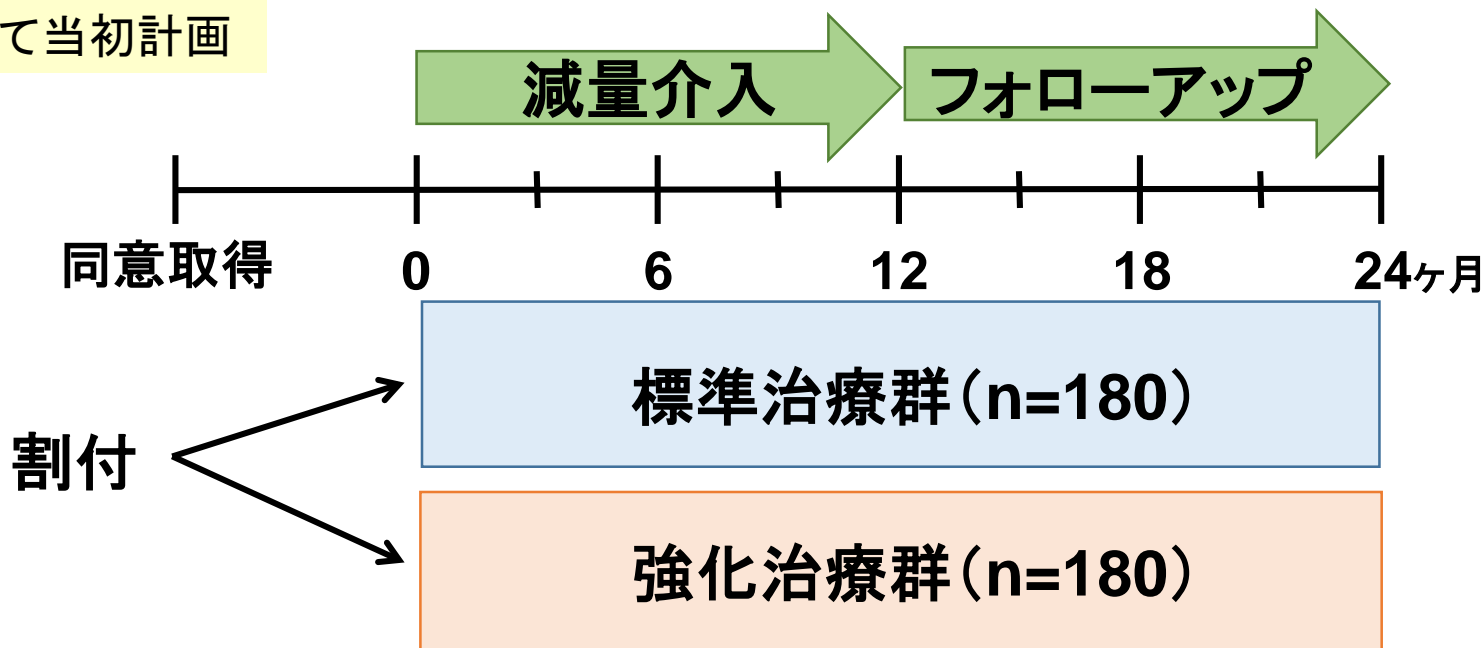 て当初計画
減量介入
フォローアップ
同意取得
0
6
12
18
24ヶ月
標準治療群（n=180）
割付
強化治療群（n=180）